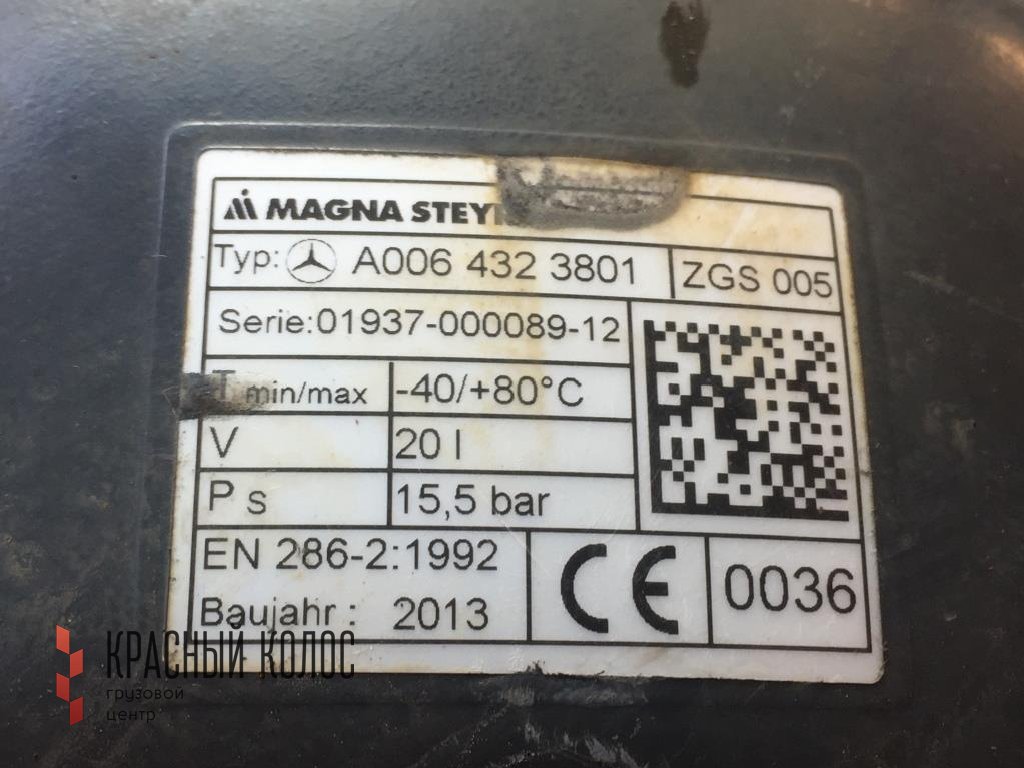 MAGNA STEY
Typ: A006 432 3801 ZGS 005
Serie:01937-000089-12
T min/max -40/+80°C
V 20 l
P s 15,5 bar
EN 286-2:1992 CE 0036
Baujahr : 2013
КРАСНЫЙ КОЛОС
грузовой
центр